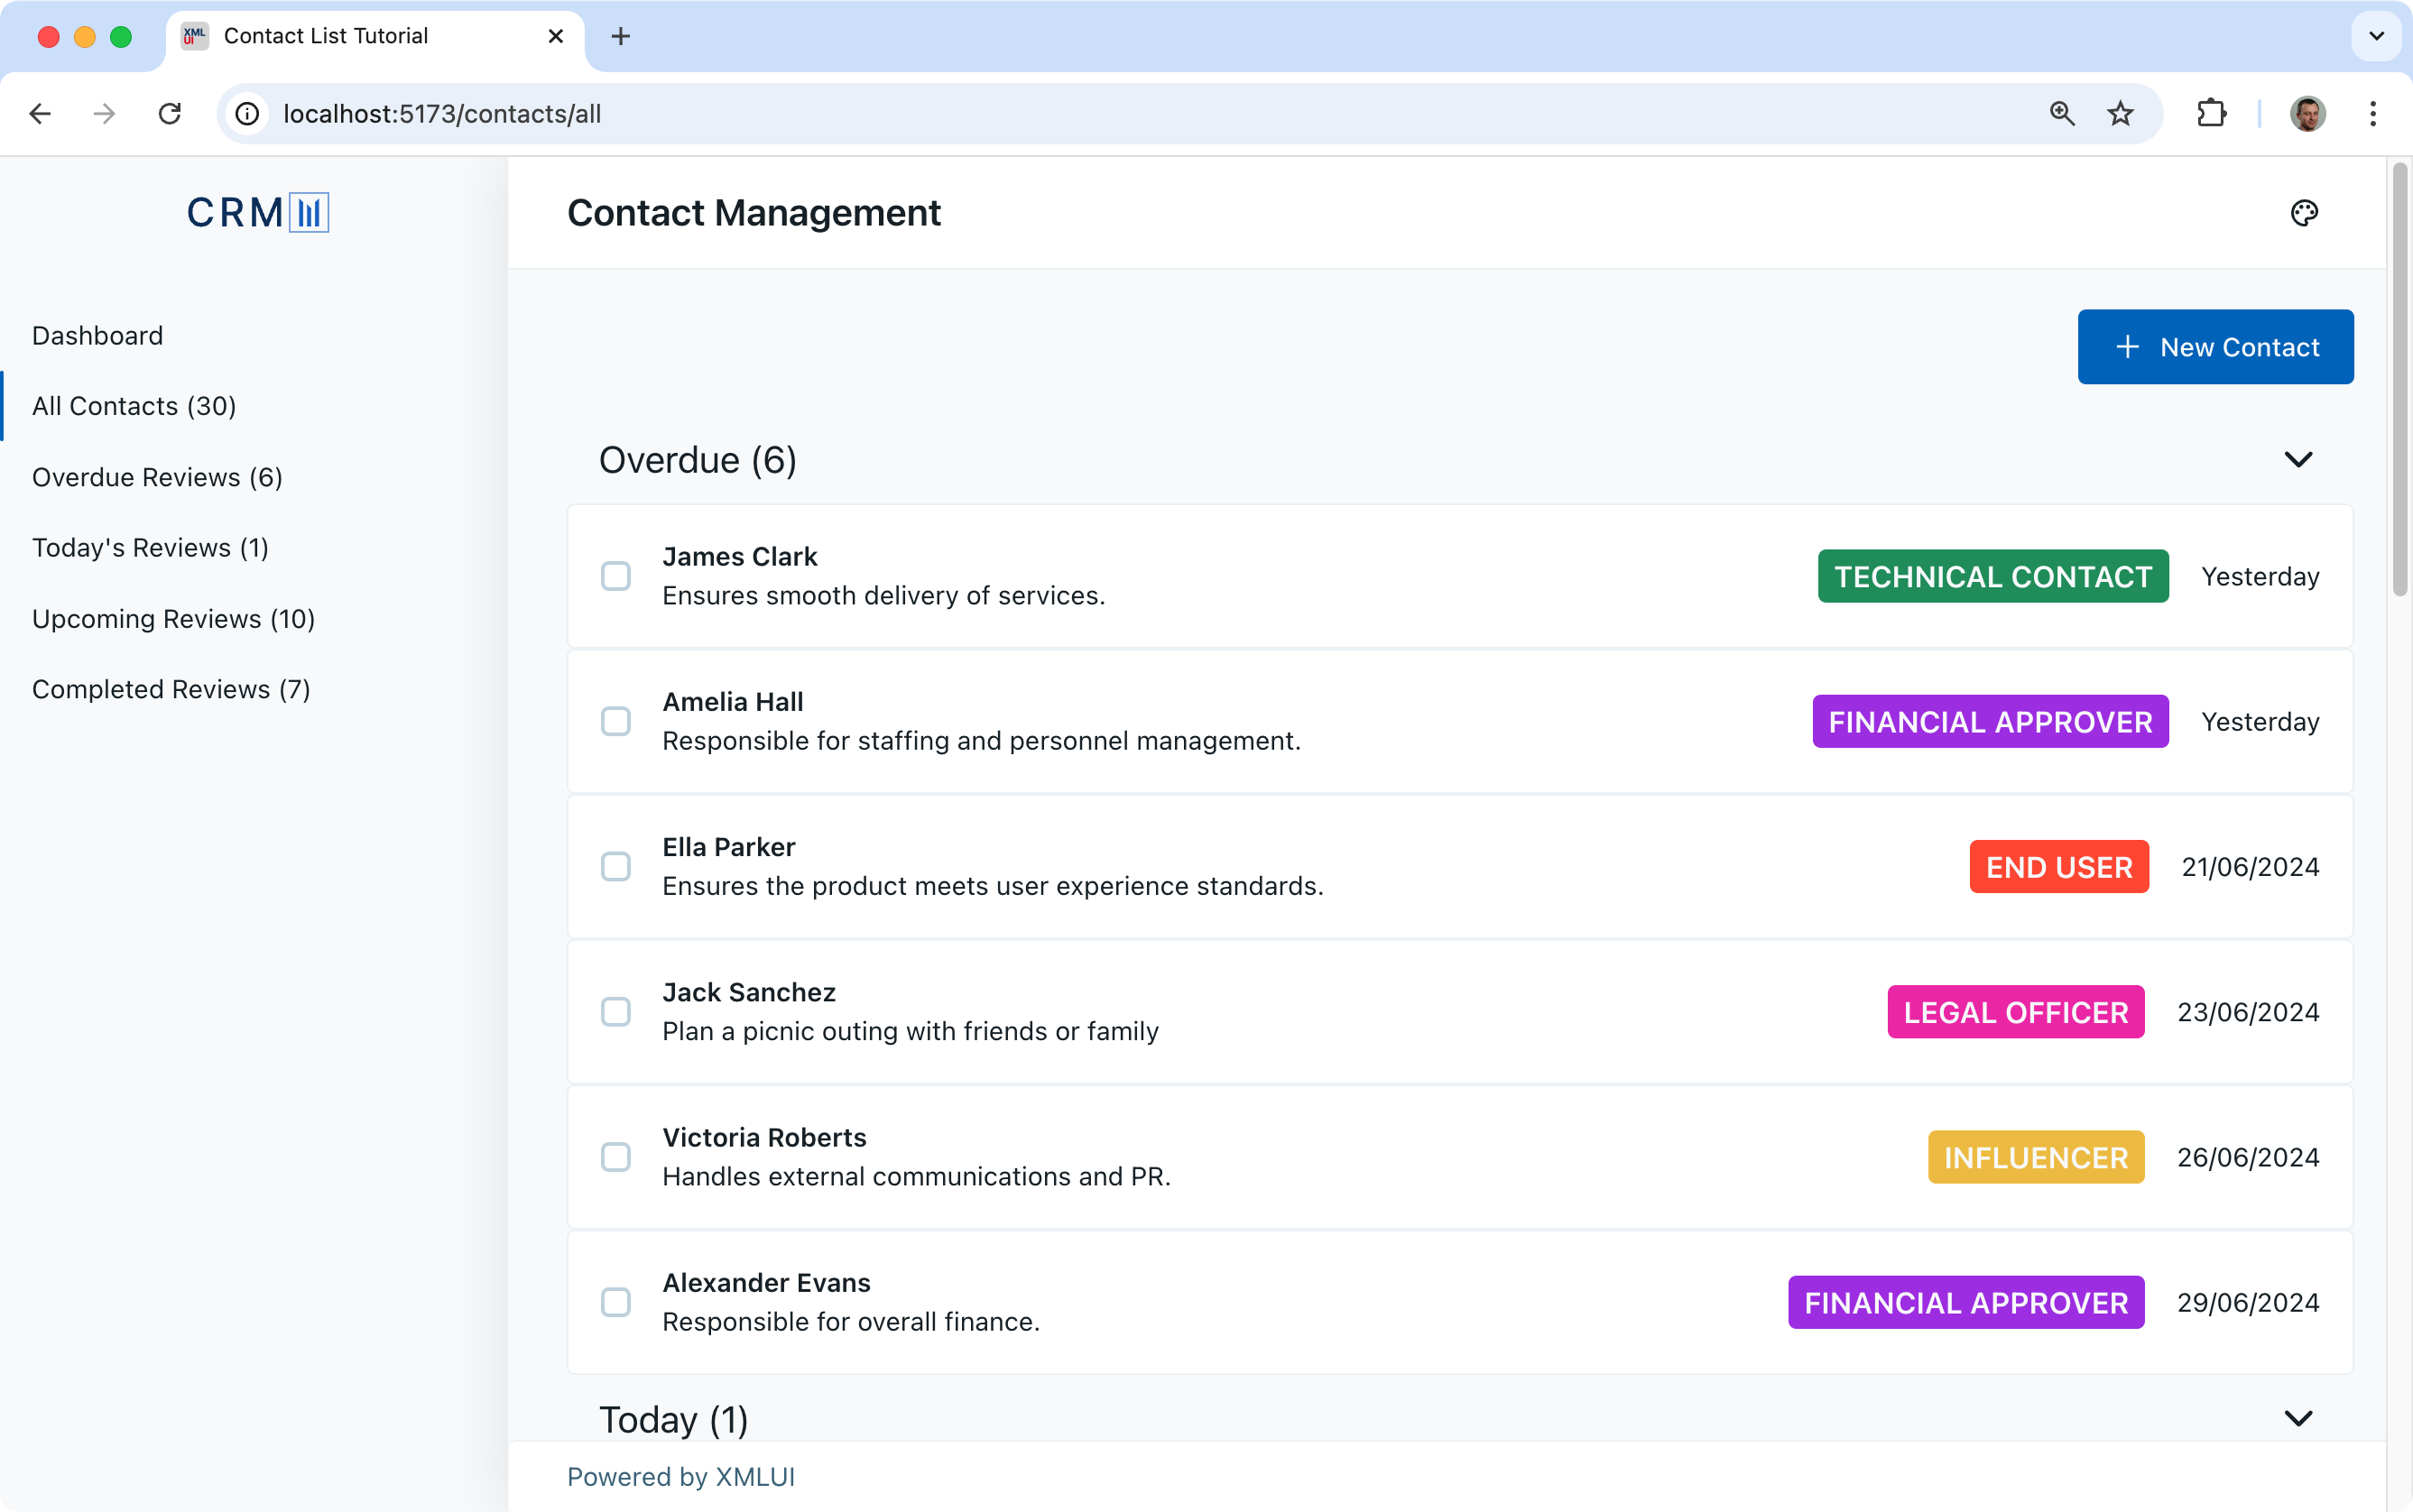 XML
UI
Contact List Tutorial
localhost:5173/contacts/all
CRM
Contact Management
Dashboard
All Contacts (30)
Overdue Reviews (6)
Today's Reviews (1)
Upcoming Reviews (10)
Completed Reviews (7)
New Contact
Overdue (6)
James Clark
Ensures smooth delivery of services.
TECHNICAL CONTACT
Yesterday
Amelia Hall
Responsible for staffing and personnel management.
FINANCIAL APPROVER
Yesterday
Ella Parker
Ensures the product meets user experience standards.
END USER
21/06/2024
Jack Sanchez
Plan a picnic outing with friends or family
LEGAL OFFICER
23/06/2024
Victoria Roberts
Handles external communications and PR.
INFLUENCER
26/06/2024
Alexander Evans
Responsible for overall finance.
FINANCIAL APPROVER
29/06/2024
Today (1)
Powered by XMLUI